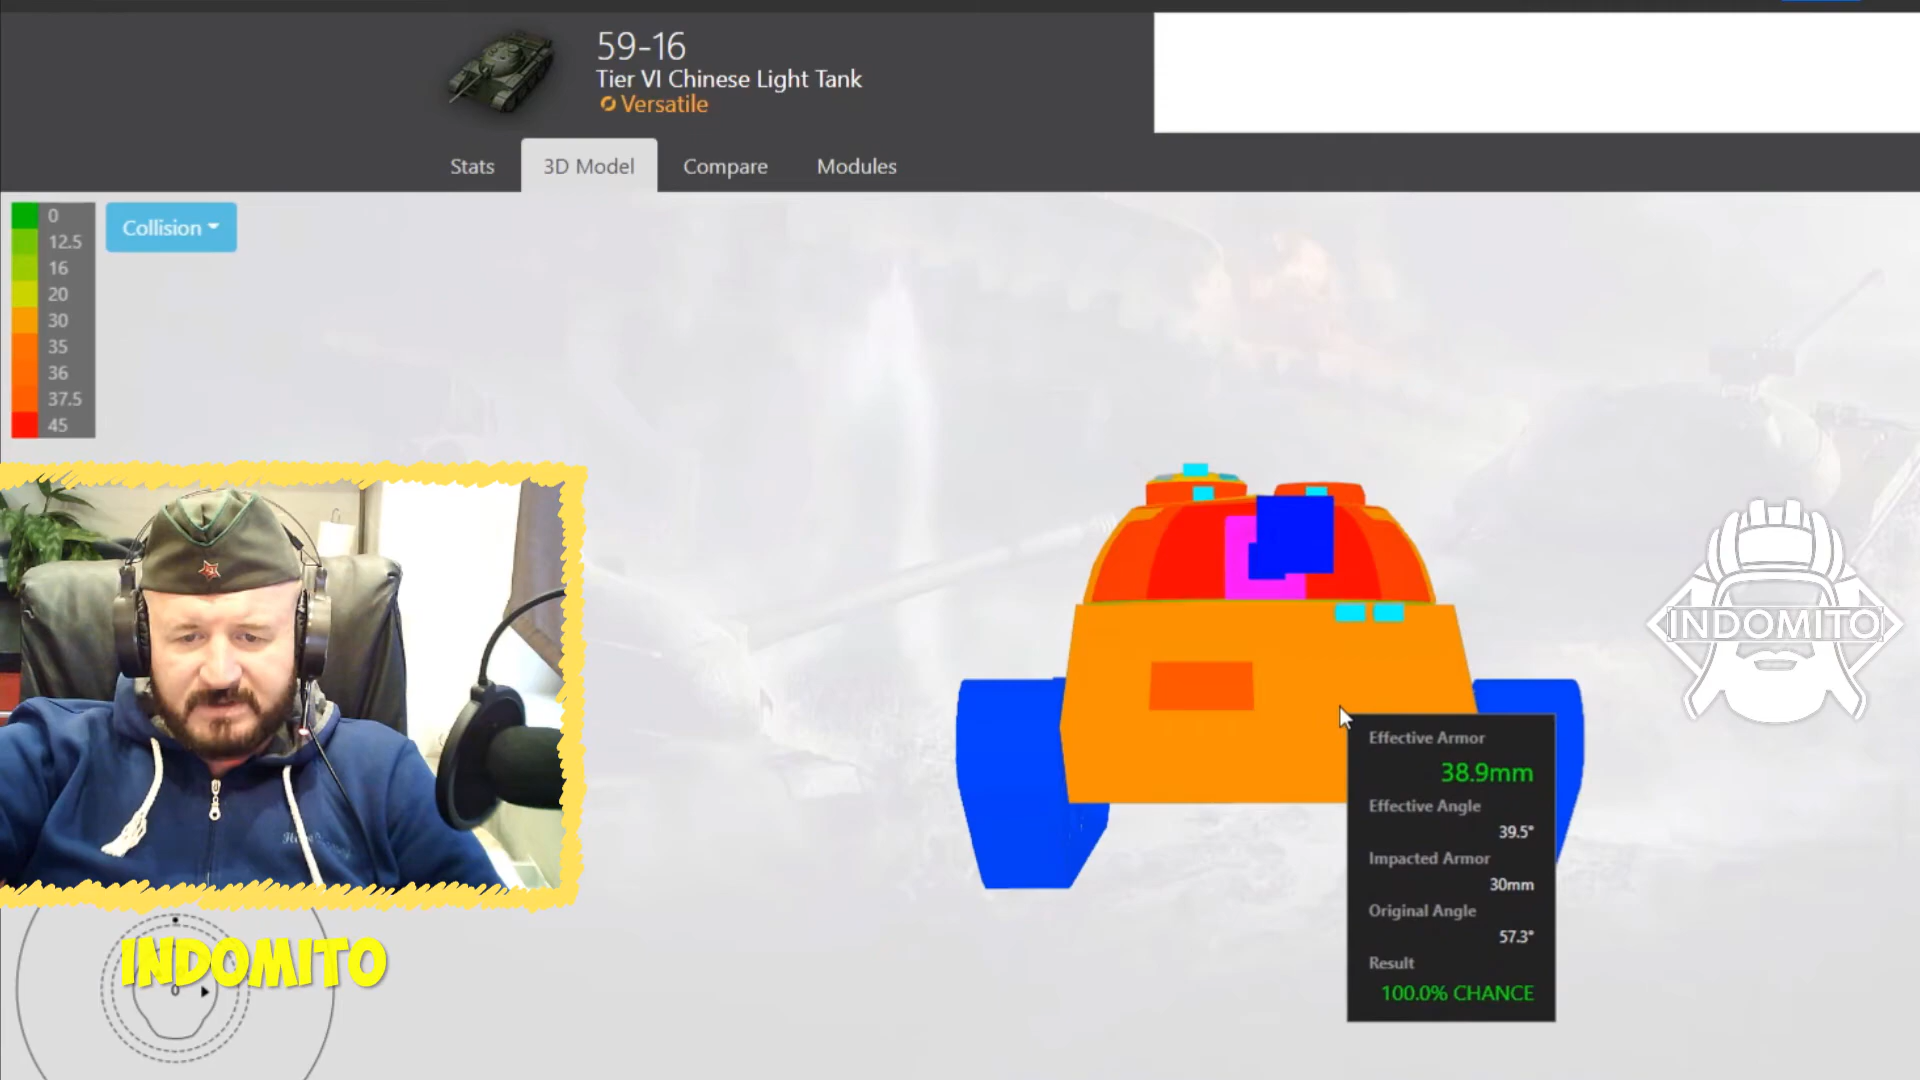 59-16
Tier VI Chinese Light Tank
Versatile
Stats
3D Model
Compare
Modules
0
12.5
16
20
30
35
36
37.5
45
Collision
INDOMITO
Effective Armor
38.9mm
Effective Angle
39.5°
Impacted Armor
30mm
Original Angle
57.3°
Result
100.0% CHANCE
INDOMITO
0